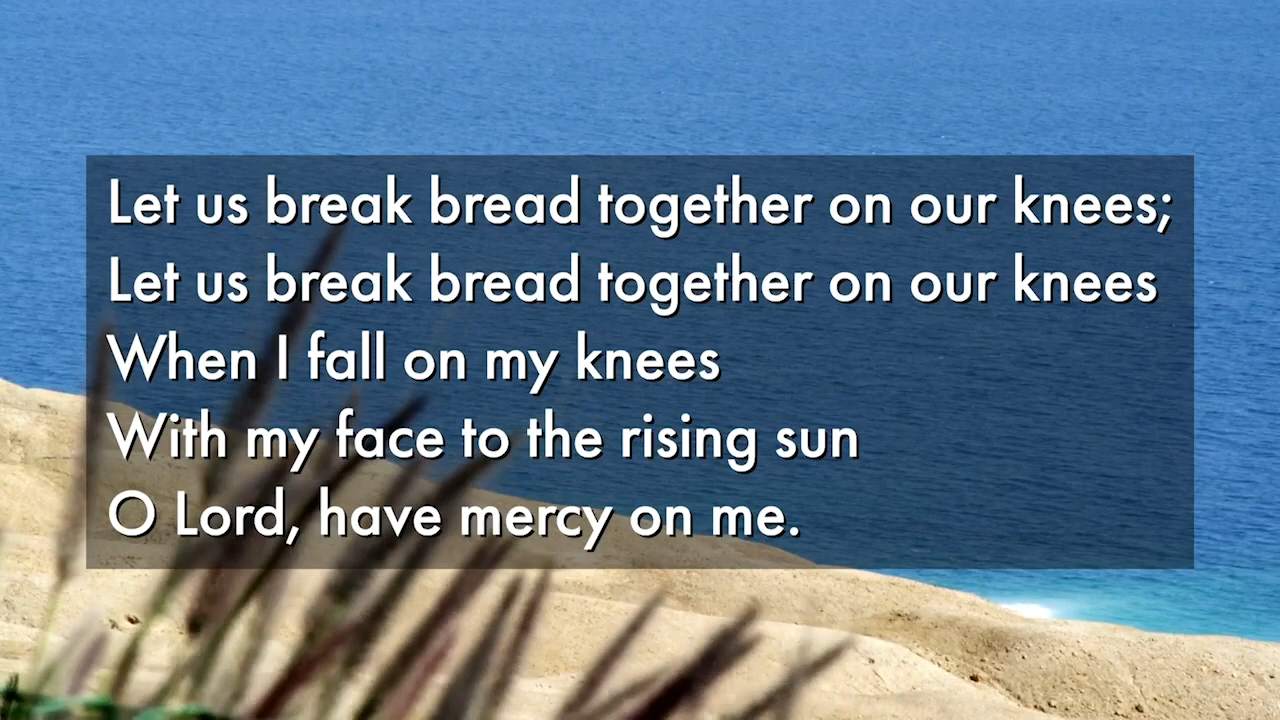 Let us break bread together on our knees;
Let us break bread together on our knees
When I fall on my knees
With my face to the rising sun
O Lord, have mercy on me.